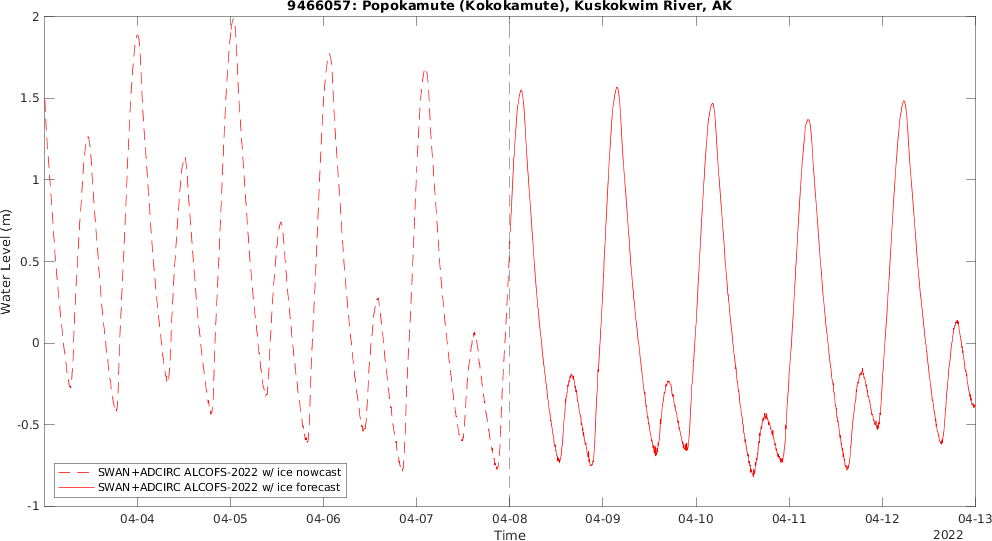 9466057: Popokamute (Kokokamute), Kuskokwim River, AK
2
1.5
1
0.5
0
-0.5
-1
Water Level (m)
SWAN+ADCIRC ALCOFS-2022 w/ ice nowcast
SWAN+ADCIRC ALCOFS-2022 w/ ice forecast
04-04 04-05 04-06 04-07 04-08 04-09 04-10 04-11 04-12 04-13
Time
2022